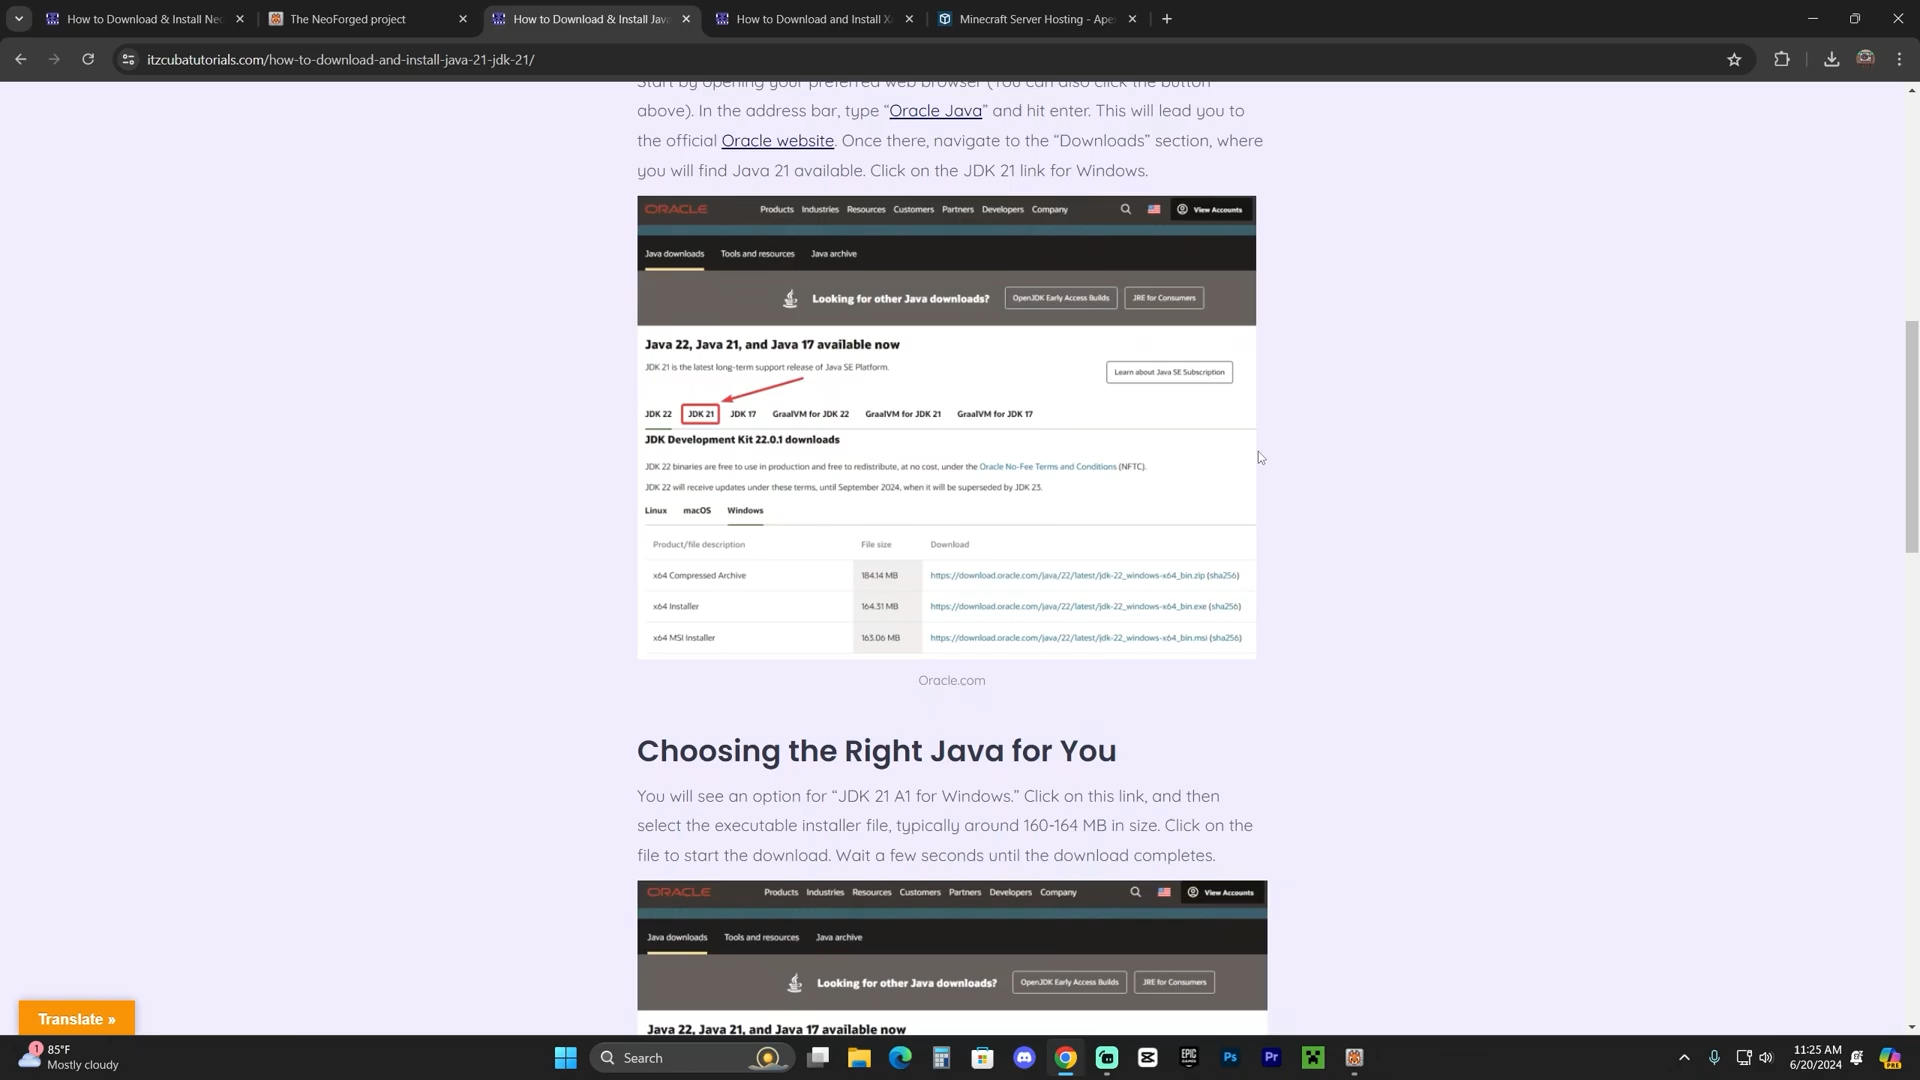 How to Download & Install Neo
The NeoForged project
How to Download & Install Java
How to Download and Install X
Minecraft Server Hosting - Ape
itzcubatutorials.com/how-to-download-and-install-java-21-jdk-21/
Start by opening your preferred web browser (You can also click the button
above). In the address bar, type “Oracle Java” and hit enter. This will lead you to
the official Oracle website. Once there, navigate to the “Downloads” section, where
you will find Java 21 available. Click on the JDK 21 link for Windows.
ORACLE
Products Industries Resources Customers Partners Developers Company
View Accounts
Java downloads Tools and resources Java archive
Looking for other Java downloads?
OpenJDK Early Access Builds
JRE for Consumers
Java 22, Java 21, and Java 17 available now
JDK 21 is the latest long-term support release of Java SE Platform.
Learn about Java SE Subscription
JDK 22 JDK 21 JDK 17 GraalVM for JDK 22 GraalVM for JDK 21 GraalVM for JDK 17
JDK Development Kit 22.0.1 downloads
JDK 22 binaries are free to use in production and free to redistribute, at no cost, under the Oracle No-Fee Terms and Conditions (NFTC).
JDK 22 will receive updates under these terms, until September 2024, when it will be superseded by JDK 23.
Linux macOS Windows
Product/file description File size Download
x64 Compressed Archive 184.14 MB https://download.oracle.com/java/22/latest/jdk-22_windows-x64_bin.zip (sha256)
x64 Installer 164.31 MB https://download.oracle.com/java/22/latest/jdk-22_windows-x64_bin.exe (sha256)
x64 MSI Installer 163.06 MB https://download.oracle.com/java/22/latest/jdk-22_windows-x64_bin.msi (sha256)
Oracle.com
Choosing the Right Java for You
You will see an option for “JDK 21 A1 for Windows.” Click on this link, and then
select the executable installer file, typically around 160-164 MB in size. Click on the
file to start the download. Wait a few seconds until the download completes.
ORACLE
Products Industries Resources Customers Partners Developers Company
View Accounts
Java downloads Tools and resources Java archive
Looking for other Java downloads?
OpenJDK Early Access Builds
JRE for Consumers
Java 22, Java 21, and Java 17 available now
Translate »
1
85°F
Mostly cloudy
Search
EPIC GAMES
Ps
Pr
11:25 AM
6/20/2024
PRE